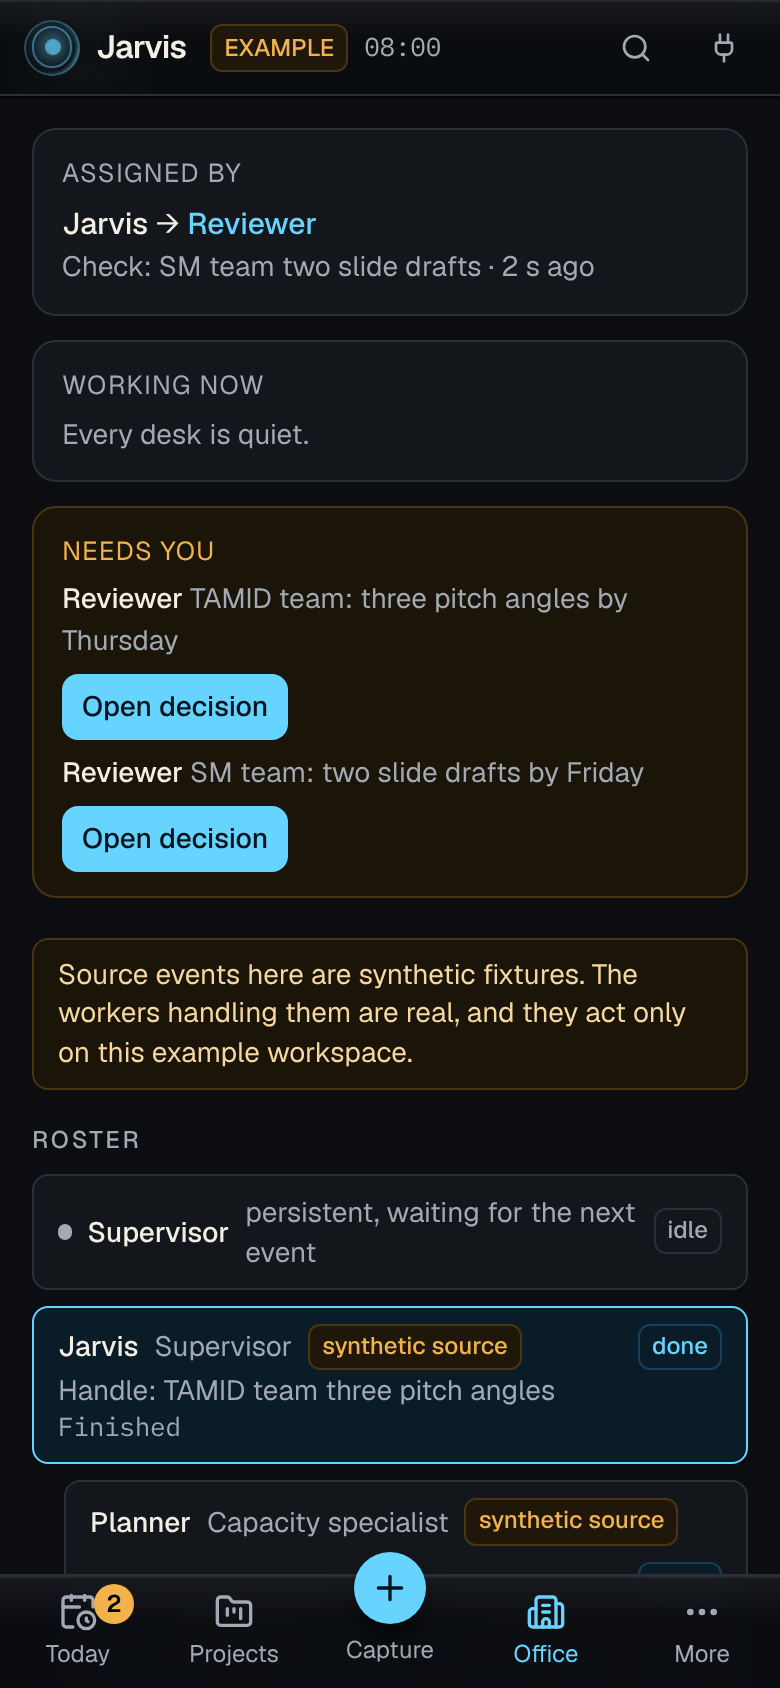 Jarvis EXAMPLE 08:00
ASSIGNED BY
Jarvis → Reviewer
Check: SM team two slide drafts · 2 s ago
WORKING NOW
Every desk is quiet.
NEEDS YOU
Reviewer TAMID team: three pitch angles by
Thursday
Open decision
Reviewer SM team: two slide drafts by Friday
Open decision
Source events here are synthetic fixtures. The
workers handling them are real, and they act only
on this example workspace.
ROSTER
Supervisor persistent, waiting for the next
event
idle
Jarvis Supervisor synthetic source done
Handle: TAMID team three pitch angles
Finished
Planner Capacity specialist synthetic source
2
Today Projects Capture Office More